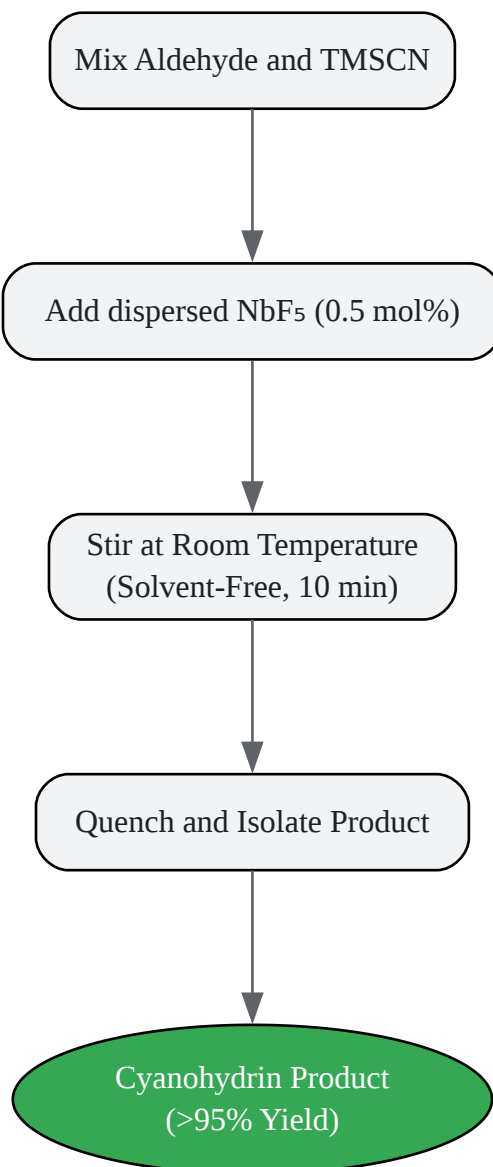 Mix Aldehyde and TMSCN
Add dispersed NbF₅ (0.5 mol%)
Stir at Room Temperature
(Solvent-Free, 10 min)
Quench and Isolate Product
Cyanohydrin Product
(>95% Yield)